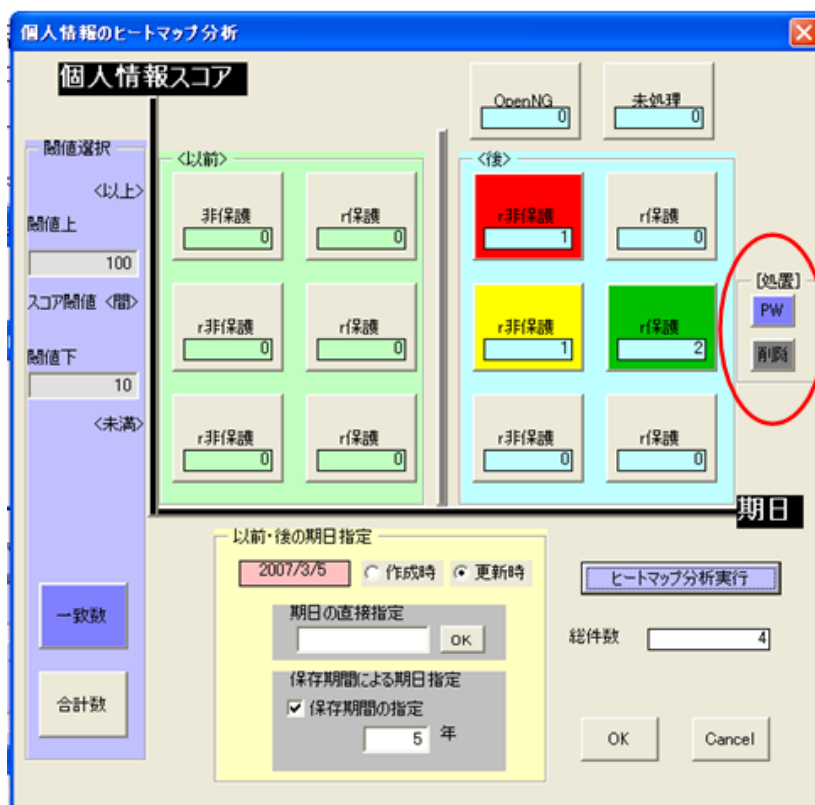 個人情報のヒートマップ分析
個人情報スコア
OpenNG
0
未処理
0
閾値選択
<以上>
閾値上
100
スコア閾値 <間>
閾値下
10
<未満>
<以前>
非保護
0
r保護
0
r非保護
0
r保護
0
r非保護
0
r保護
0
<後>
r非保護
1
r保護
0
r非保護
1
r保護
2
r非保護
0
r保護
0
[処置]
PW
削除
期日
一致数
合計数
以前・後の期日指定
2007/3/5
作成時
更新時
期日の直接指定
OK
保存期間による期日指定
保存期間の指定
5 年
ヒートマップ分析実行
総件数 4
OK
Cancel